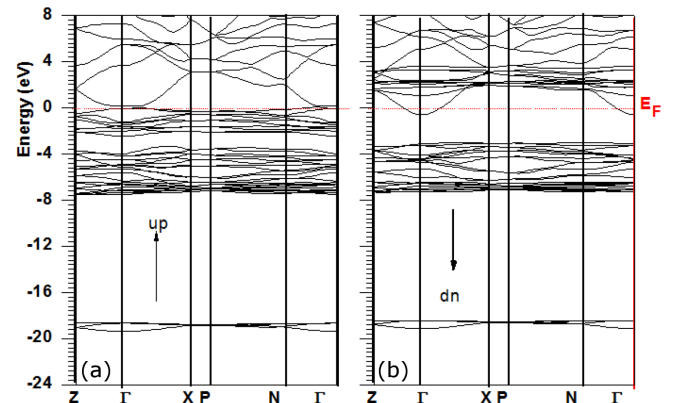 8
4
0
-4
-8
-12
-16
-20
-24
Energy (eV)
up
(a)
Z Γ X P N Γ
dn
(b)
Z Γ X P N Γ
E_F